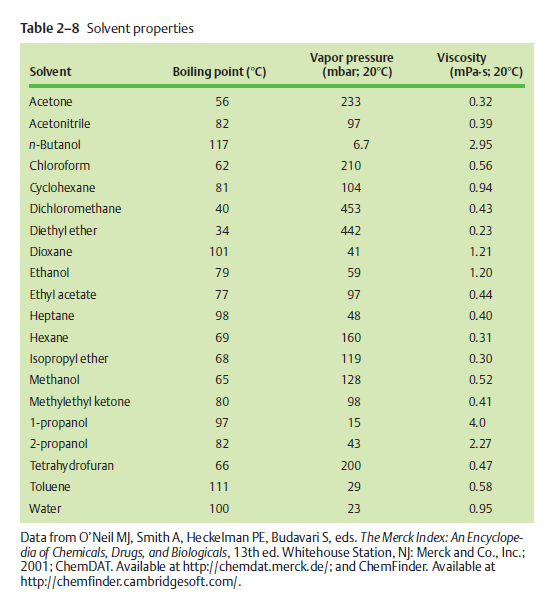 Table 2–8 Solvent properties
Vapor pressure Viscosity
Solvent Boiling point (°C) (mbar; 20°C) (mPa·s; 20°C)
Acetone 56 233 0.32
Acetonitrile 82 97 0.39
n-Butanol 117 6.7 2.95
Chloroform 62 210 0.56
Cyclohexane 81 104 0.94
Dichloromethane 40 453 0.43
Diethyl ether 34 442 0.23
Dioxane 101 41 1.21
Ethanol 79 59 1.20
Ethyl acetate 77 97 0.44
Heptane 98 48 0.40
Hexane 69 160 0.31
Isopropyl ether 68 119 0.30
Methanol 65 128 0.52
Methylethyl ketone 80 98 0.41
1-propanol 97 15 4.0
2-propanol 82 43 2.27
Tetrahydrofuran 66 200 0.47
Toluene 111 29 0.58
Water 100 23 0.95
Data from O’Neil MJ, Smith A, Heckelman PE, Budavari S, eds. The Merck Index: An Encyclope-
dia of Chemicals, Drugs, and Biologicals, 13th ed. Whitehouse Station, NJ: Merck and Co., Inc.;
2001; ChemDAT. Available at http://chemdat.merck.de/; and ChemFinder. Available at
http://chemfinder.cambridgesoft.com/.